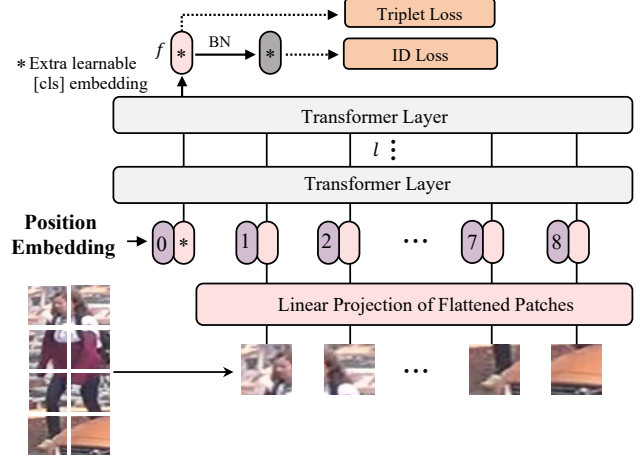 Triplet Loss
f * BN * ID Loss
* Extra learnable
[cls] embedding
Transformer Layer
l ⋮
Transformer Layer
Position
Embedding
0 * 1 2 ... 7 8
Linear Projection of Flattened Patches
...